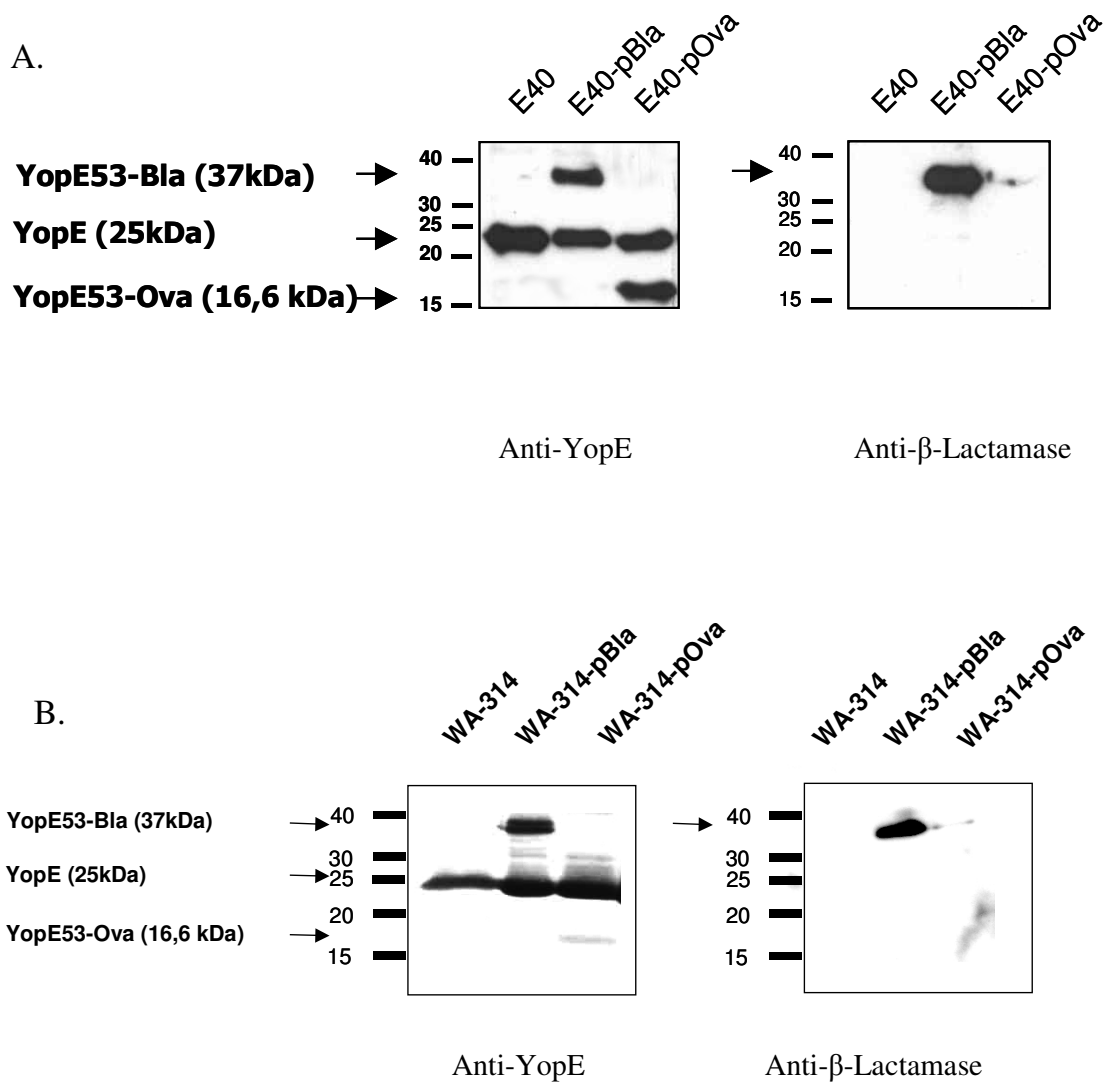 A.
E40
E40-pBla
E40-pOva
E40
E40-pBla
E40-pOva
YopE53-Bla (37kDa)
YopE (25kDa)
YopE53-Ova (16,6 kDa)
40
30
25
20
15
40
30
25
20
15
Anti-YopE
Anti-β-Lactamase
B.
WA-314
WA-314-pBla
WA-314-pOva
WA-314
WA-314-pBla
WA-314-pOva
YopE53-Bla (37kDa)
YopE (25kDa)
YopE53-Ova (16,6 kDa)
40
30
25
20
15
40
30
25
20
15
Anti-YopE
Anti-β-Lactamase